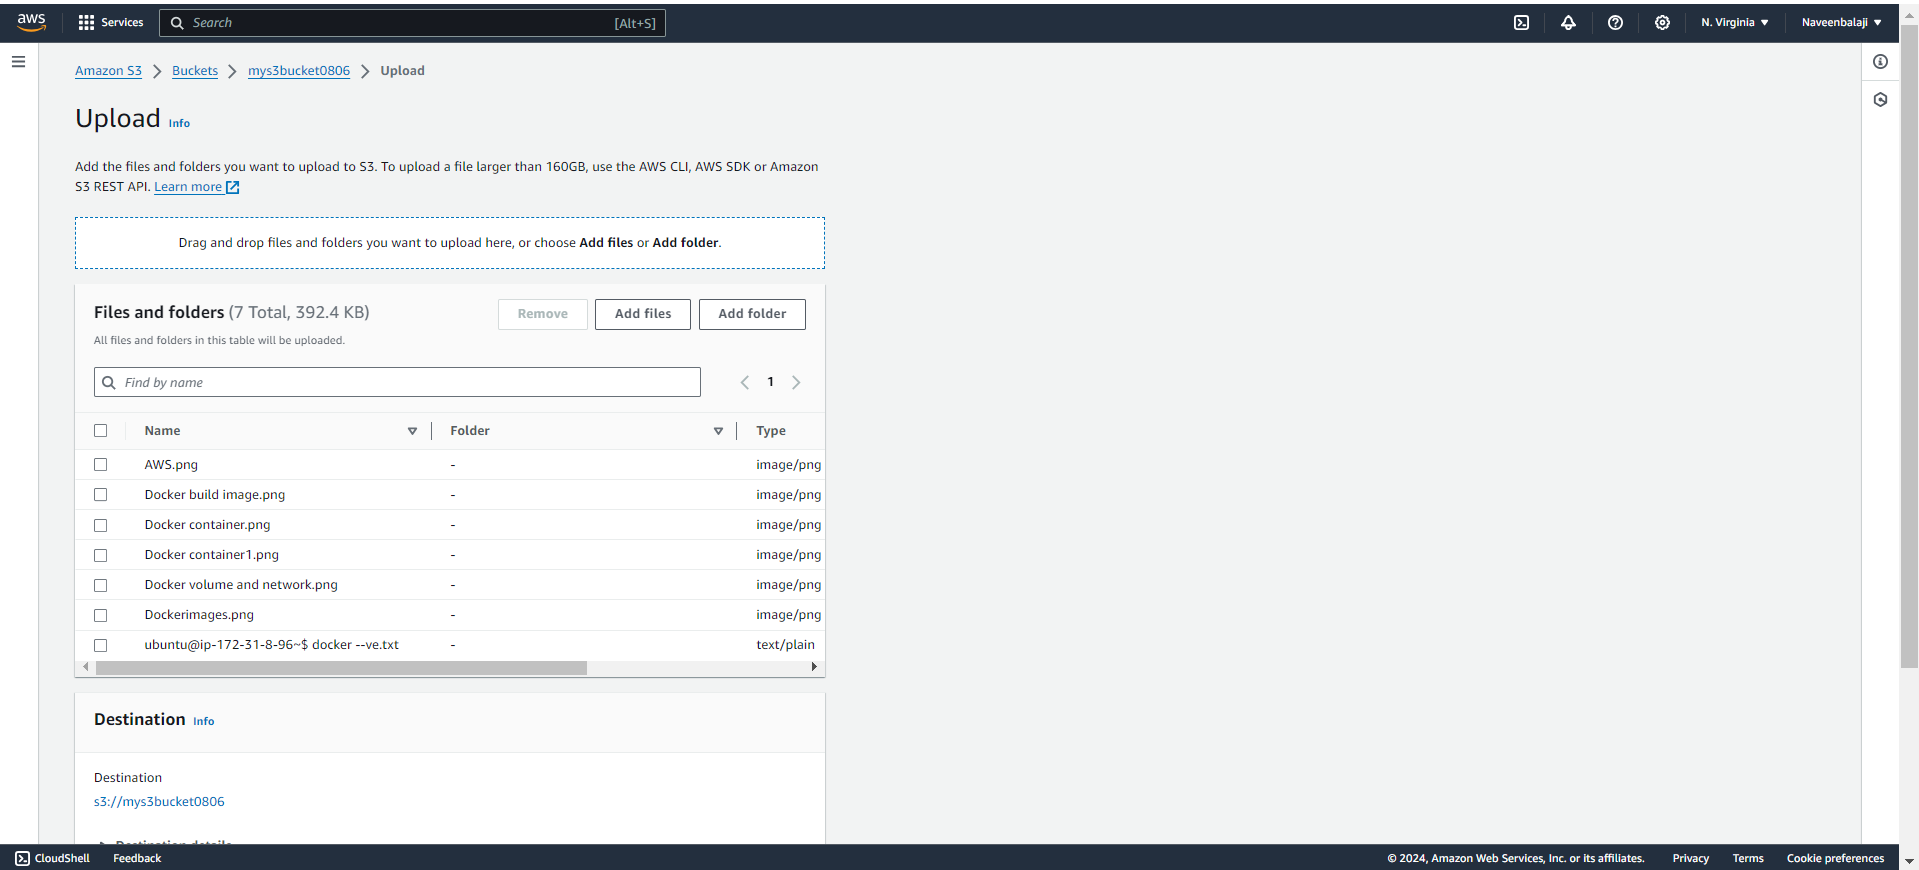 aws Services Search [Alt+S] N. Virginia Naveenbalaji
Amazon S3 Buckets mys3bucket0806 Upload
Upload Info
Add the files and folders you want to upload to S3. To upload a file larger than 160GB, use the AWS CLI, AWS SDK or Amazon
S3 REST API. Learn more
Drag and drop files and folders you want to upload here, or choose Add files or Add folder.
Files and folders (7 Total, 392.4 KB) Remove Add files Add folder
All files and folders in this table will be uploaded.
Find by name 1
Name Folder Type
AWS.png - image/png
Docker build image.png - image/png
Docker container.png - image/png
Docker container1.png - image/png
Docker volume and network.png - image/png
Dockerimages.png - image/png
ubuntu@ip-172-31-8-96~$ docker --ve.txt - text/plain
Destination Info
Destination
s3://mys3bucket0806
Destination details
CloudShell Feedback © 2024, Amazon Web Services, Inc. or its affiliates. Privacy Terms Cookie preferences